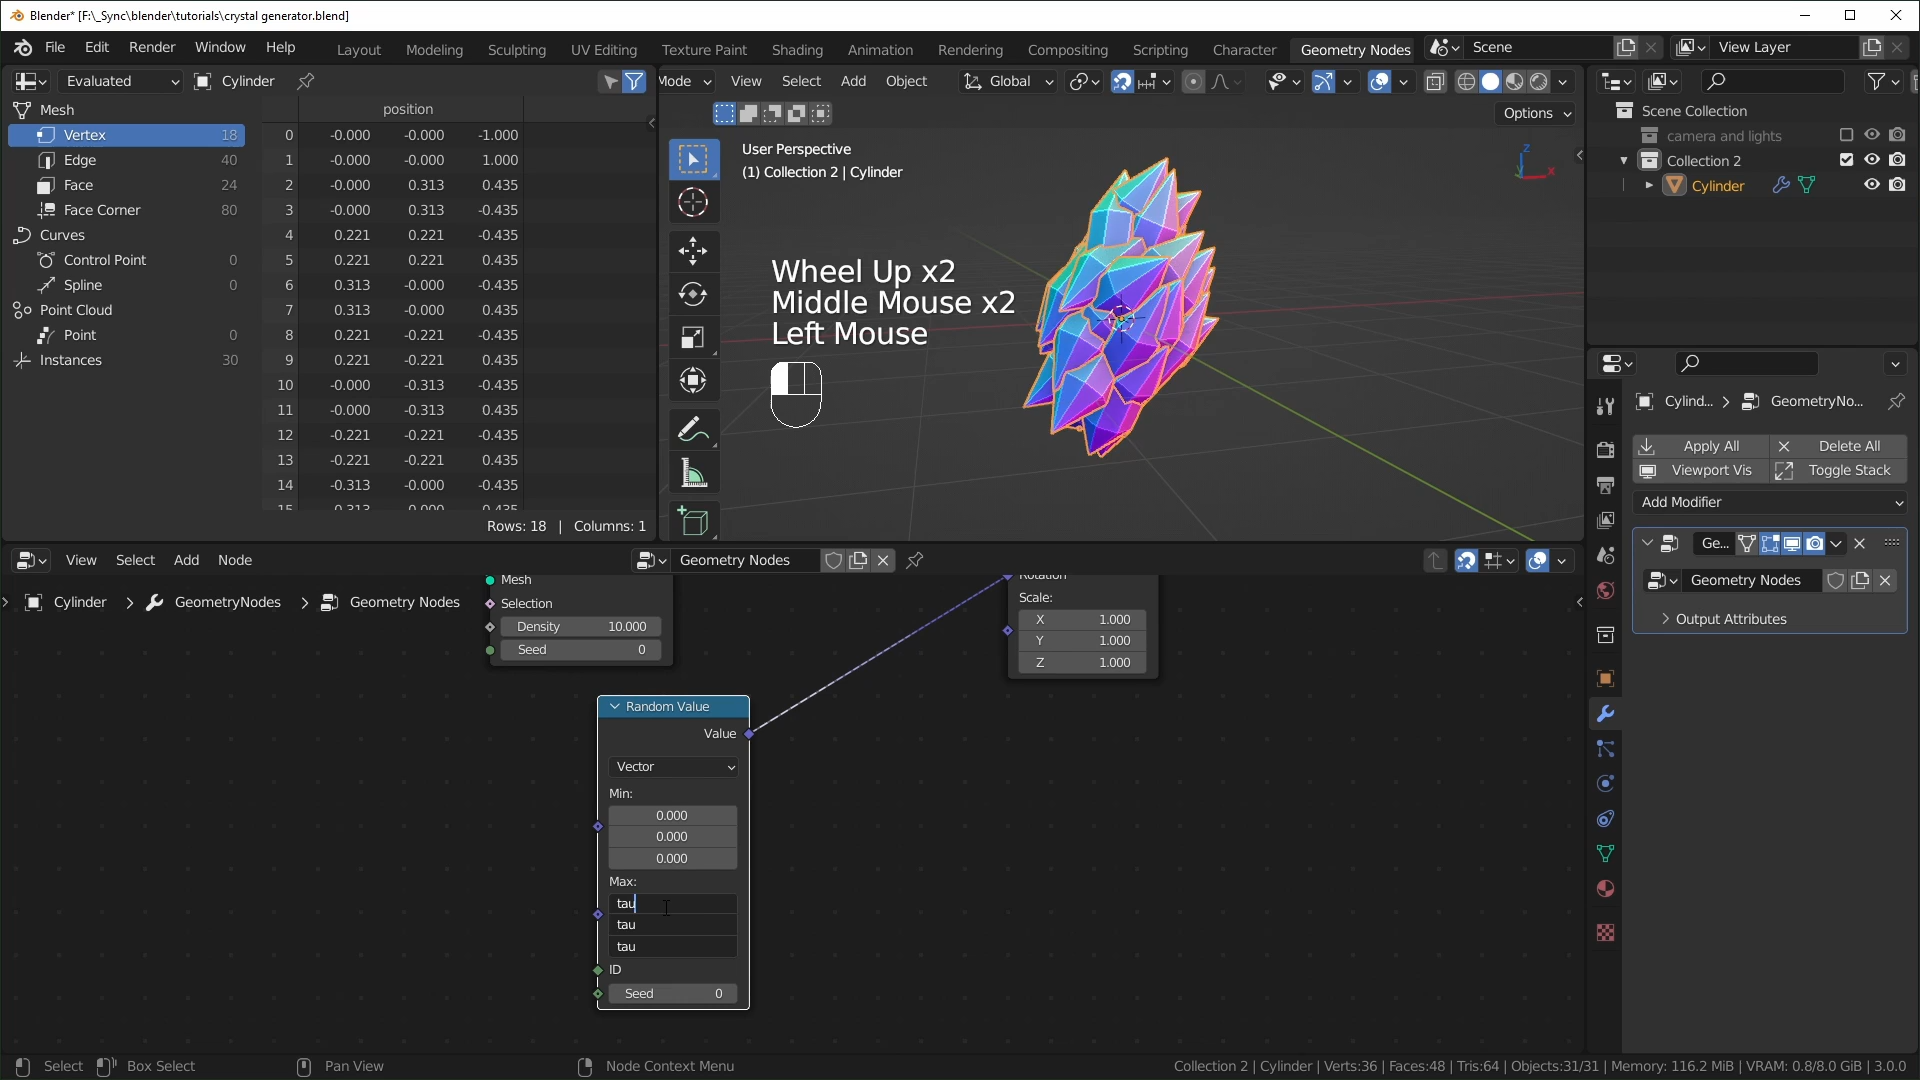 Blender* [F:\_Sync\blender\tutorials\crystal generator.blend]
File Edit Render Window Help Layout Modeling Sculpting UV Editing Texture Paint Shading Animation Rendering Compositing Scripting Character Geometry Nodes Scene View Layer
Evaluated Cylinder
Mode View Select Add Object Global
Options
Mesh
Vertex 18
Edge 40
Face 24
Face Corner 80
Curves
Control Point 0
Spline 0
Point Cloud
Point 0
Instances 30
position
0 -0.000 -0.000 -1.000
1 -0.000 -0.000 1.000
2 -0.000 0.313 0.435
3 -0.000 0.313 -0.435
4 0.221 0.221 -0.435
5 0.221 0.221 0.435
6 0.313 -0.000 0.435
7 0.313 -0.000 -0.435
8 0.221 -0.221 0.435
9 0.221 -0.221 -0.435
10 -0.000 -0.313 -0.435
11 -0.000 -0.313 0.435
12 -0.221 -0.221 -0.435
13 -0.221 -0.221 0.435
14 -0.313 -0.000 -0.435
15 -0.313 -0.000 0.435
Rows: 18 | Columns: 1
User Perspective
(1) Collection 2 | Cylinder
Z
X
Wheel Up x2
Middle Mouse x2
Left Mouse
Scene Collection
camera and lights
Collection 2
Cylinder
Cylind... > GeometryNo...
Apply All Delete All
Viewport Vis Toggle Stack
Add Modifier
Ge...
Geometry Nodes
Output Attributes
View Select Add Node Geometry Nodes
Cylinder > GeometryNodes > Geometry Nodes
Mesh
Selection
Density 10.000
Seed 0
Rotation
Scale:
X 1.000
Y 1.000
Z 1.000
Random Value
Value
Vector
Min:
0.000
0.000
0.000
Max:
tau
tau
tau
ID
Seed 0
Select Box Select Pan View Node Context Menu Collection 2 | Cylinder | Verts:36 | Faces:48 | Tris:64 | Objects:31/31 | Memory: 116.2 MiB | VRAM: 0.8/8.0 GiB | 3.0.0